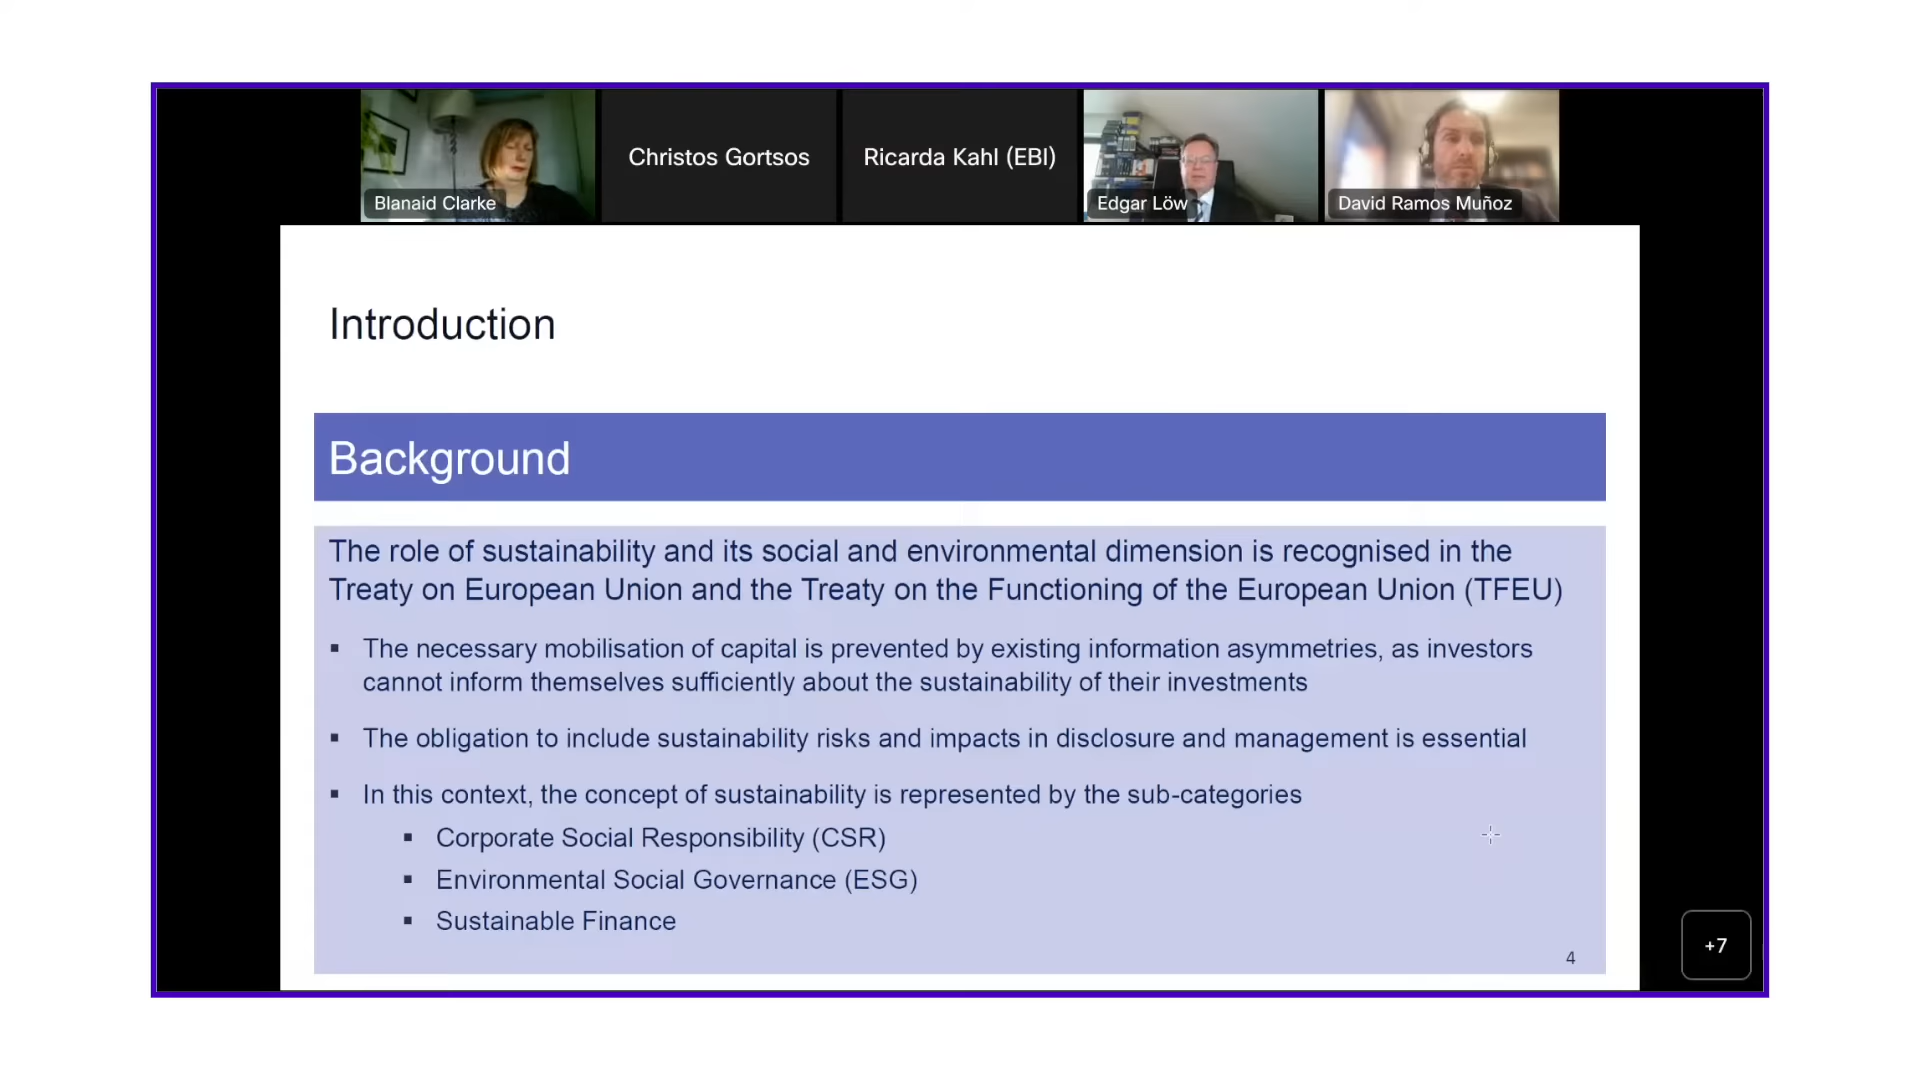 Blanaid Clarke
Christos Gortsos
Ricarda Kahl (EBI)
Edgar Löw
David Ramos Muñoz
Introduction
Background
The role of sustainability and its social and environmental dimension is recognised in the
Treaty on European Union and the Treaty on the Functioning of the European Union (TFEU)
▪ The necessary mobilisation of capital is prevented by existing information asymmetries, as investors
cannot inform themselves sufficiently about the sustainability of their investments
▪ The obligation to include sustainability risks and impacts in disclosure and management is essential
▪ In this context, the concept of sustainability is represented by the sub-categories
▪ Corporate Social Responsibility (CSR)
▪ Environmental Social Governance (ESG)
▪ Sustainable Finance
4
+7